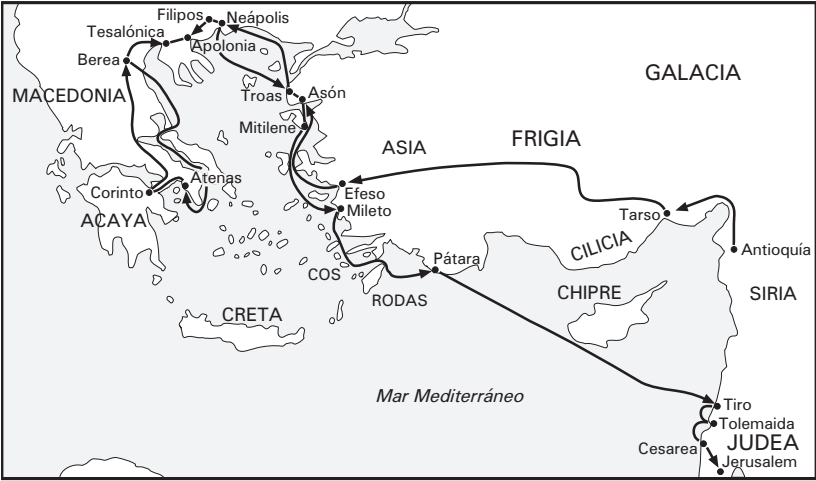 Filipos
Neápolis
Tesalónica
Apolonia
Berea
GALACIA
MACEDONIA
Troas
Asón
Mitilene
FRIGIA
ASIA
Atenas
Corinto
Efeso
Mileto
Tarso
ACAYA
CILICIA
Antioquía
Pátara
COS
RODAS
CHIPRE
SIRIA
CRETA
Mar Mediterráneo
Tiro
Tolemaida
Cesarea
JUDEA
Jerusalem